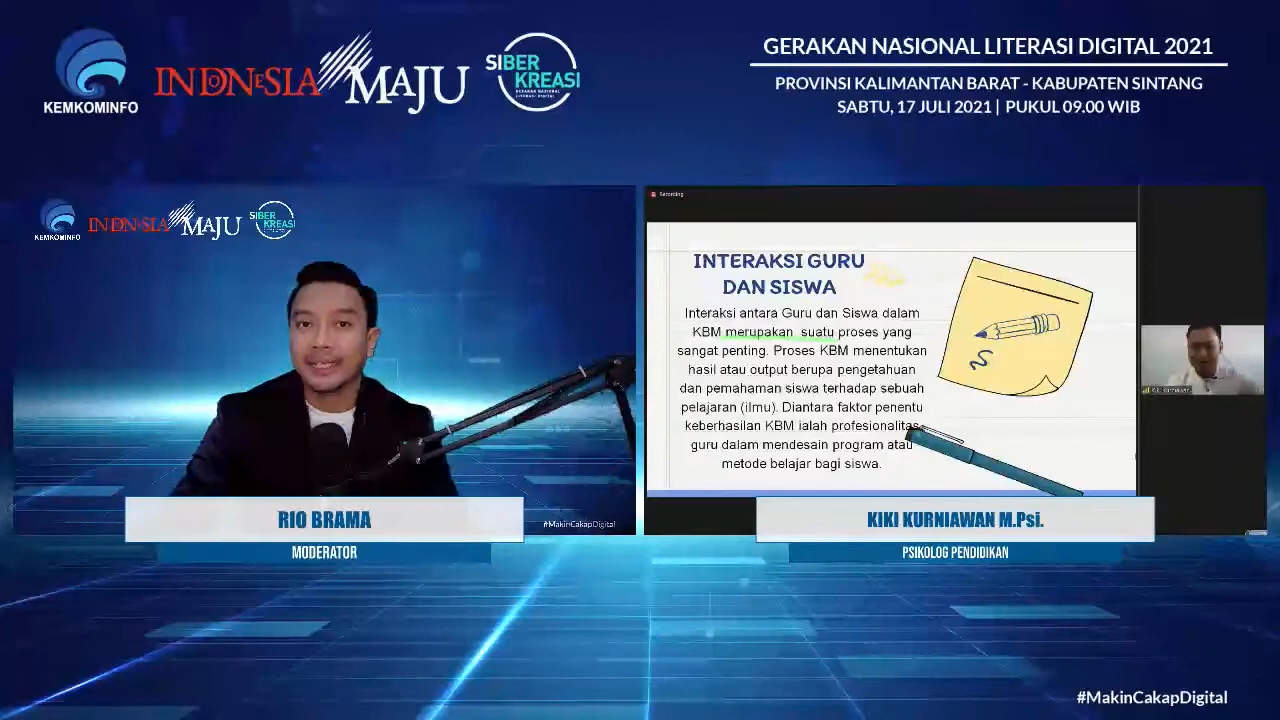 KEMKOMINFO
INDONESIA MAJU
SIBER KREASI
GERAKAN NASIONAL LITERASI DIGITAL 2021
PROVINSI KALIMANTAN BARAT - KABUPATEN SINTANG
SABTU, 17 JULI 2021 | PUKUL 09.00 WIB
KEMKOMINFO
INDONESIA MAJU
SIBER KREASI
Recording
INTERAKSI GURU
DAN SISWA
Interaksi antara Guru dan Siswa dalam
KBM merupakan suatu proses yang
sangat penting. Proses KBM menentukan
hasil atau output berupa pengetahuan
dan pemahaman siswa terhadap sebuah
pelajaran (ilmu). Diantara faktor penentu
keberhasilan KBM ialah profesionalitas
guru dalam mendesain program atau
metode belajar bagi siswa.
Kiki Kurniawan
#MakinCakapDigital
RIO BRAMA
MODERATOR
KIKI KURNIAWAN M.Psi.
PSIKOLOG PENDIDIKAN
#MakinCakapDigital